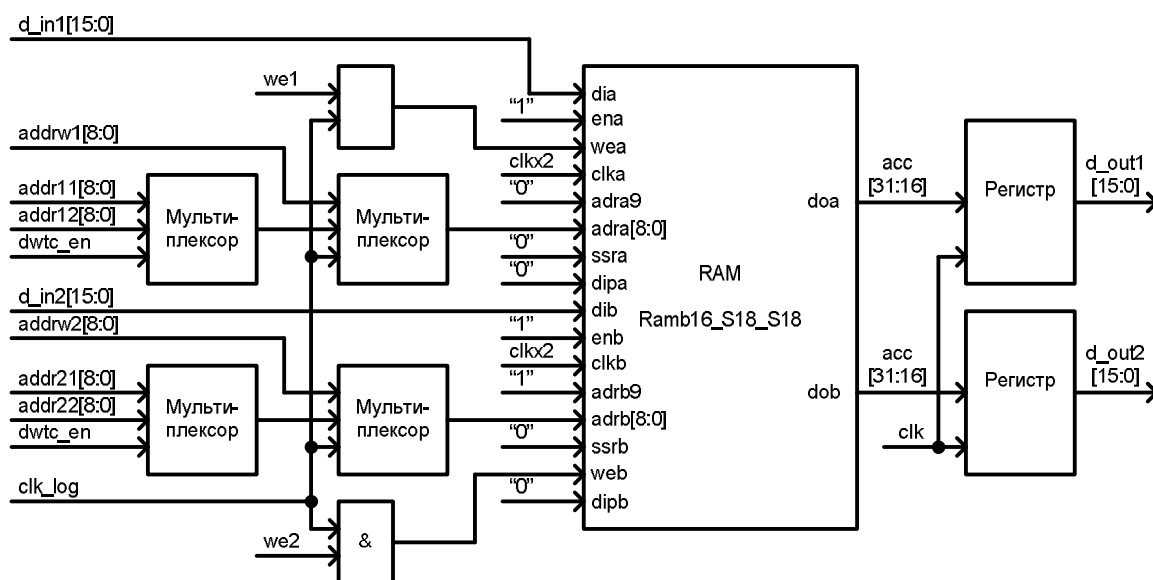 d_in1[15:0]
we1
addrw1[8:0]
addr11[8:0]
addr12[8:0]
dwtc_en
Мульти-
плексор
Мульти-
плексор
d_in2[15:0]
addrw2[8:0]
addr21[8:0]
addr22[8:0]
dwtc_en
Мульти-
плексор
Мульти-
плексор
clk_log
we2
&
“1”
clkx2
“0”
“0”
“0”
“1”
clkx2
“1”
“0”
“0”
dia
ena
wea
clka
adra9
adra[8:0]
ssra
dipa
dib
enb
clkb
adrb9
adrb[8:0]
ssrb
web
dipb
RAM
Ramb16_S18_S18
doa
dob
acc
[31:16]
acc
[31:16]
clk
Регистр
Регистр
d_out1
[15:0]
d_out2
[15:0]